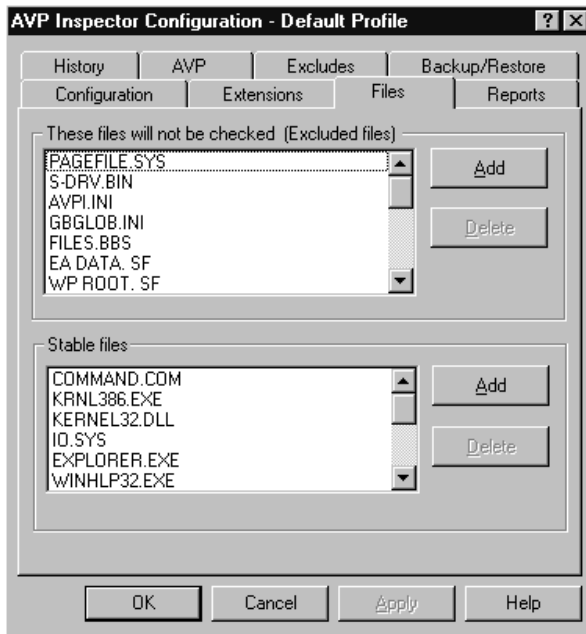 AVP Inspector Configuration - Default Profile
History AVP Excludes Backup/Restore
Configuration Extensions Files Reports
These files will not be checked (Excluded files)
PAGEFILE.SYS
S-DRV.BIN
AVPI.INI
GBGLOB.INI
FILES.BBS
EA DATA. SF
WP ROOT. SF
Add
Delete
Stable files
COMMAND.COM
KRNL386.EXE
KERNEL32.DLL
IO.SYS
EXPLORER.EXE
WINHLP32.EXE
Add
Delete
OK Cancel Apply Help